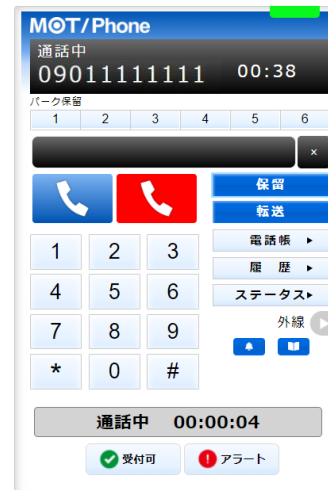 MOT/Phone
通話中
09011111111 00:38
パーク保留
1 2 3 4 5 6
×
保留
転送
電話帳
履歴
ステータス
外線
1 2 3
4 5 6
7 8 9
* 0 #
通話中 00:00:04
受付可 アラート